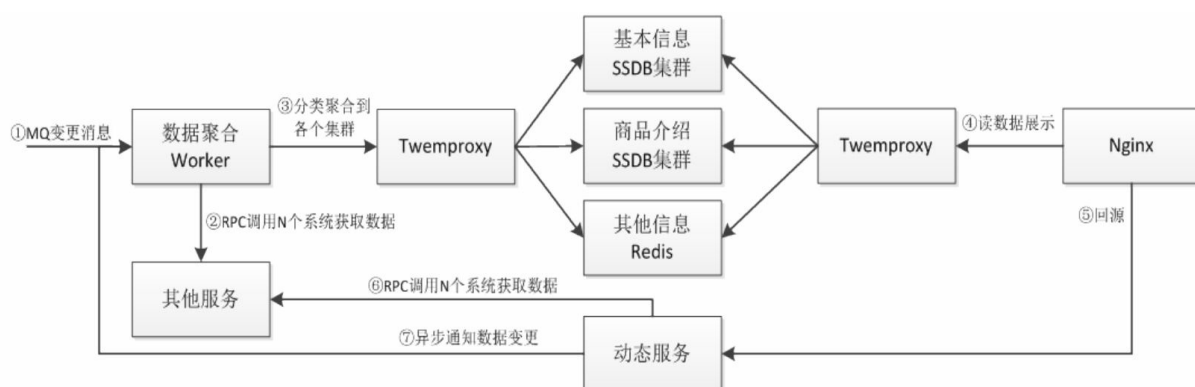 ①MQ变更消息
数据聚合
Worker
③分类聚合到
各个集群
Twemproxy
基本信息
SSDB集群
商品介绍
SSDB集群
其他信息
Redis
Twemproxy
④读数据展示
Nginx
②RPC调用N个系统获取数据
⑤回源
其他服务
⑥RPC调用N个系统获取数据
⑦异步通知数据变更
动态服务